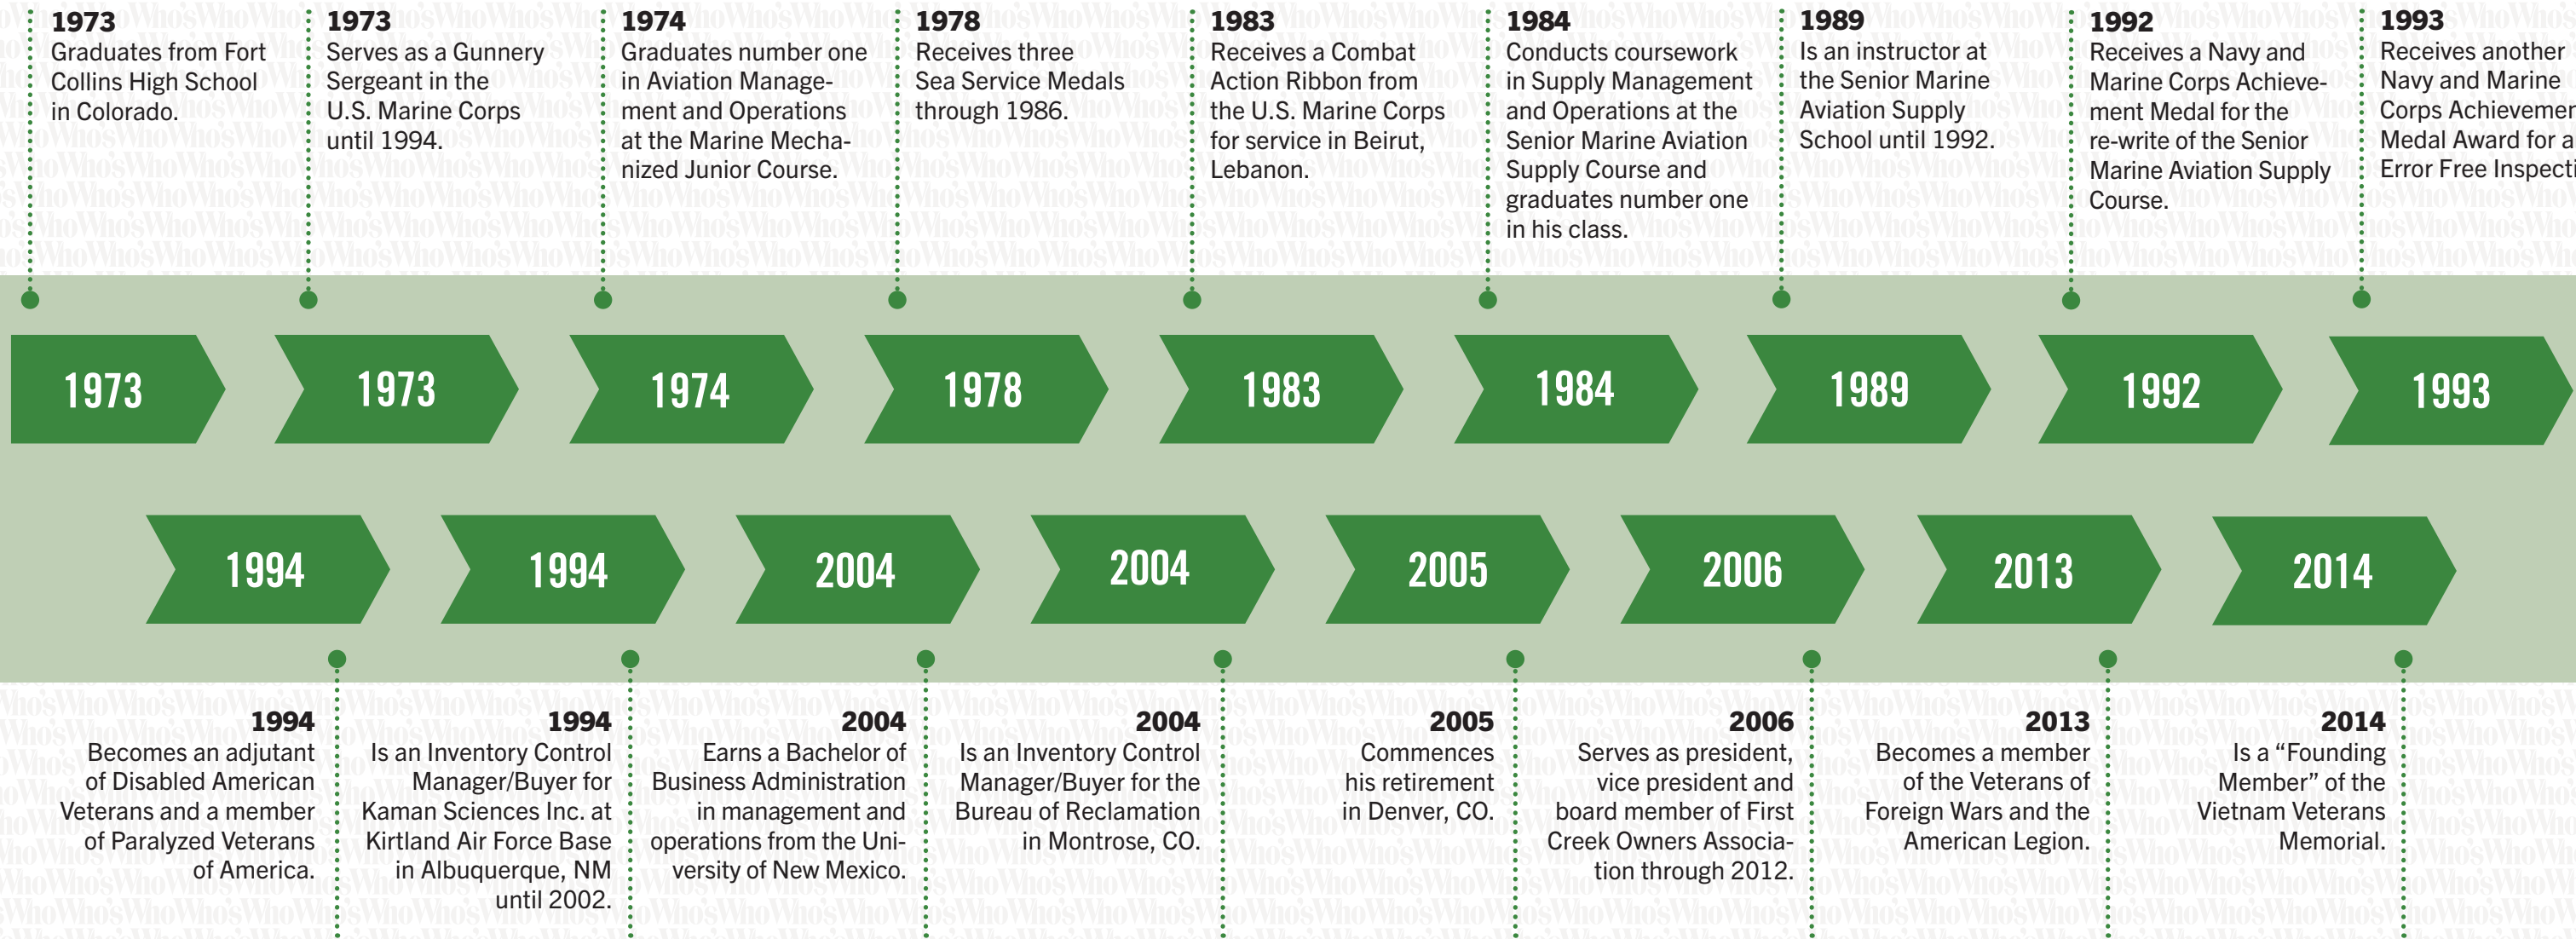 1973
Graduates from Fort
Collins High School
in Colorado.
1973
Serves as a Gunnery
Sergeant in the
U.S. Marine Corps
until 1994.
1974
Graduates number one
in Aviation Manage-
ment and Operations
at the Marine Mecha-
nized Junior Course.
1978
Receives three
Sea Service Medals
through 1986.
1983
Receives a Combat
Action Ribbon from
the U.S. Marine Corps
for service in Beirut,
Lebanon.
1984
Conducts coursework
in Supply Management
and Operations at the
Senior Marine Aviation
Supply Course and
graduates number one
in his class.
1989
Is an instructor at
the Senior Marine
Aviation Supply
School until 1992.
1992
Receives a Navy and
Marine Corps Achieve-
ment Medal for the
re-write of the Senior
Marine Aviation Supply
Course.
1993
Receives another
Navy and Marine
Corps
Medal Award for a
Error Free
1973
1973
1974
1978
1983
1984
1989
1992
1993
1994
1994
2004
2004
2005
2006
2013
2014
1994
Becomes an adjutant
of Disabled American
Veterans and a member
of Paralyzed Veterans
of America.
1994
Is an Inventory Control
Manager/Buyer for
Kaman Sciences Inc. at
Kirtland Air Force Base
in Albuquerque, NM
until 2002.
2004
Earns a Bachelor of
Business Administration
in management and
operations from the Uni-
versity of New Mexico.
2004
Is an Inventory Control
Manager/Buyer for the
Bureau of Reclamation
in Montrose, CO.
2005
Commences
his retirement
in Denver, CO.
2006
Serves as president,
vice president and
board member of First
Creek Owners Associa-
tion through 2012.
2013
Becomes a member
of the Veterans of
Foreign Wars and the
American Legion.
2014
Is a “Founding
Member” of the
Vietnam Veterans
Memorial.